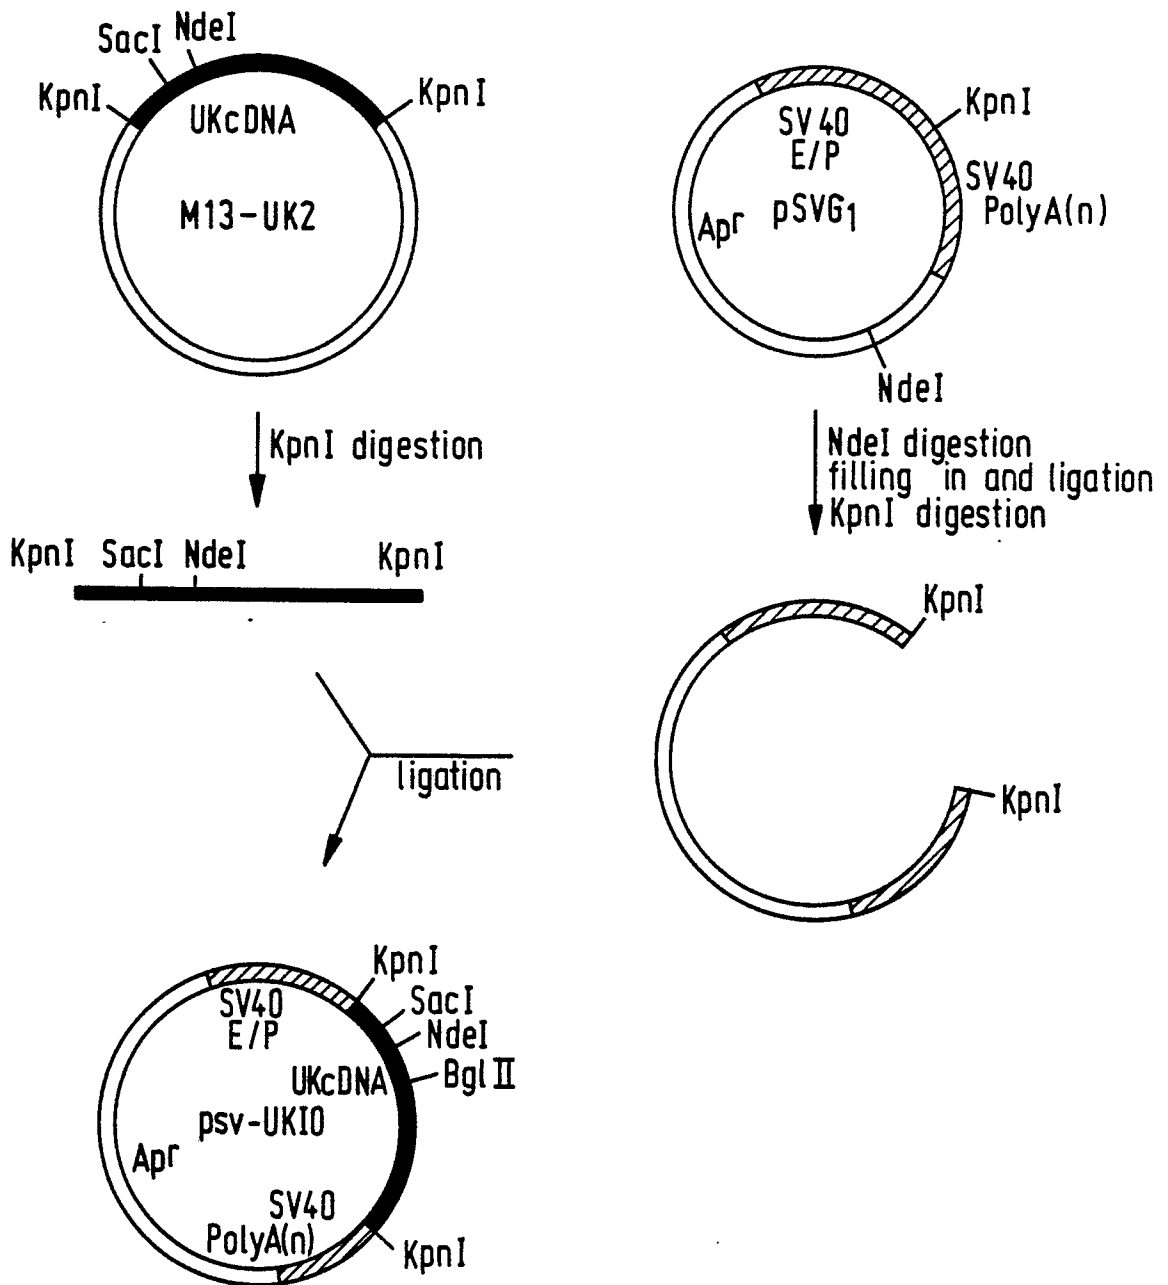 SacI NdeI
KpnI
KpnI
UKcDNA
M13-UK2
KpnI
SV40
E/P
SV40
PolyA(n)
Apr
pSVG1
NdeI
KpnI digestion
NdeI digestion
filling in and ligation
KpnI digestion
KpnI SacI NdeI KpnI
KpnI
KpnI
ligation
KpnI
SacI
NdeI
BglII
SV40
E/P
UKcDNA
psv-UKI0
Apr
SV40
PolyA(n)
KpnI